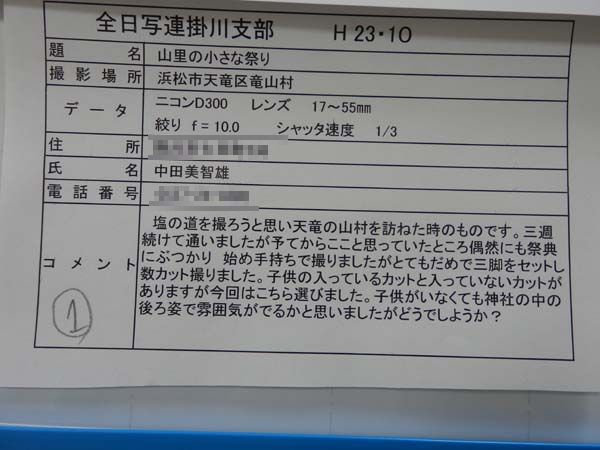 全日写連掛川支部 H 23・10
題名 山里の小さな祭り
撮影場所 浜松市天竜区竜山村
データ ニコンD300 レンズ 17～55㎜
絞り f = 10.0 シャッタ速度 1/3
住所
氏名 中田美智雄
電話番号
コメント
塩の道を撮ろうと思い天竜の山村を訪ねた時のものです。三週
続けて通いましたが予てからここと思っていたところ偶然にも祭典
にぶつかり 始め手持ちで撮りましたがとてもだめで三脚をセットし
数カット撮りました。子供の入っているカットと入っていないカットが
ありますが今回はこちら選びました。子供がいなくても神社の中の
後ろ姿で雰囲気がでるかと思いましたがどうでしょうか？
①